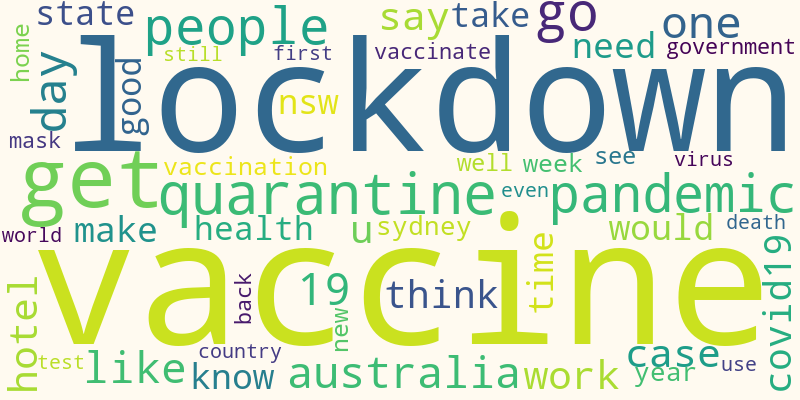 state
people
say
take
go
one
home
still
first
vaccinate
need
government
day
lockdown
good
nsw
mask
get
vaccination
well
week
see
virus
quarantine
even
pandemic
world
make
health
u
sydney
would
death
vaccine
hotel
back
19
new
think
time
covid19
test
like
country
know
australia
work
case
year
use